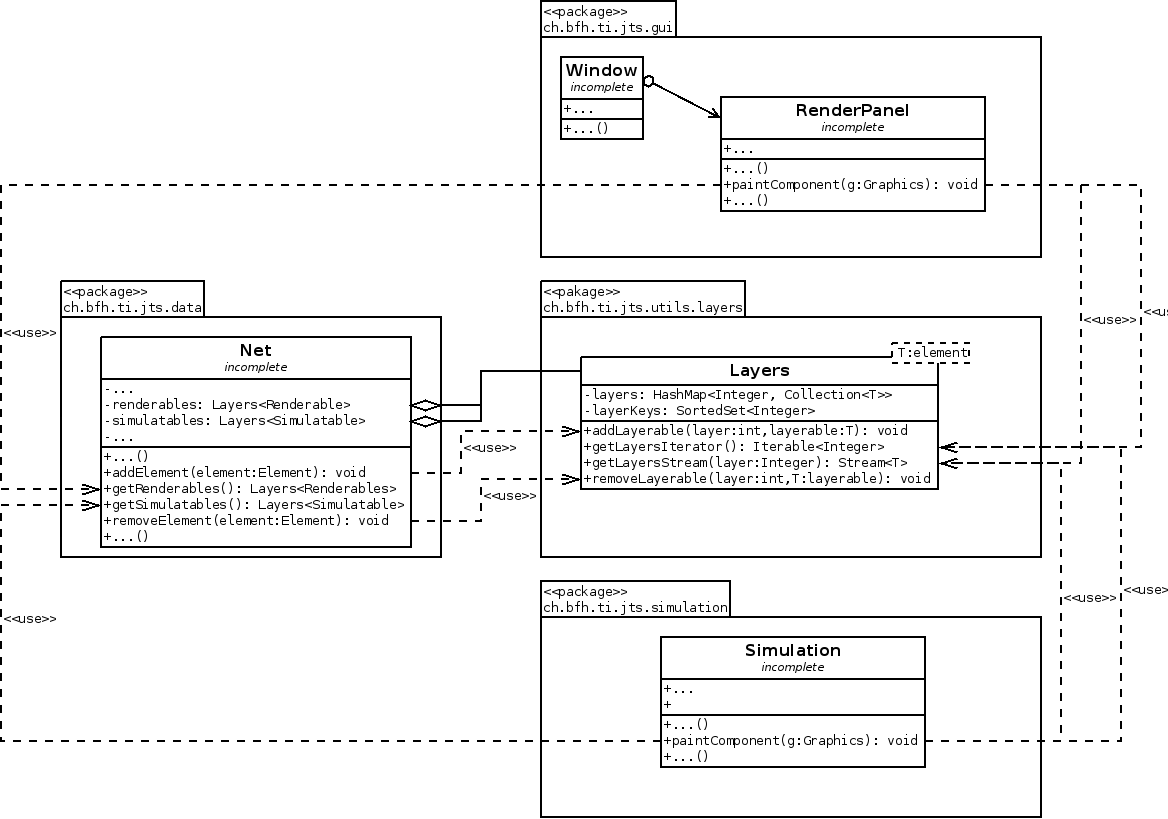 <<package>>
ch.bfh.ti.jts.gui
Window
incomplete
+...
+...()
RenderPanel
incomplete
+...
+...()
+paintComponent(g:Graphics): void
+...()
<<package>>
ch.bfh.ti.jts.data
<<use>>
Net
incomplete
-...
-renderables: Layers<Renderable>
-simulatables: Layers<Simulatable>
-...
+...()
+addElement(element:Element): void
+getRenderables(): Layers<Renderables>
+getSimulatables(): Layers<Simulatable>
+removeElement(element:Element): void
+...()
<<use>>
<<use>>
<<pakage>>
ch.bfh.ti.jts.utils.layers
T:element
Layers
-layers: HashMap<Integer, Collection<T>>
-layerKeys: SortedSet<Integer>
+addLayerable(layer:int,layerable:T): void
+getLayersIterator(): Iterable<Integer>
+getLayersStream(layer:Integer): Stream<T>
+removeLayerable(layer:int,T:layerable): void
<<use>>
<<us
<<use>>
<<package>>
ch.bfh.ti.jts.simulation
Simulation
incomplete
+...
+
+...()
+paintComponent(g:Graphics): void
+...()
<<use>>
<<use>